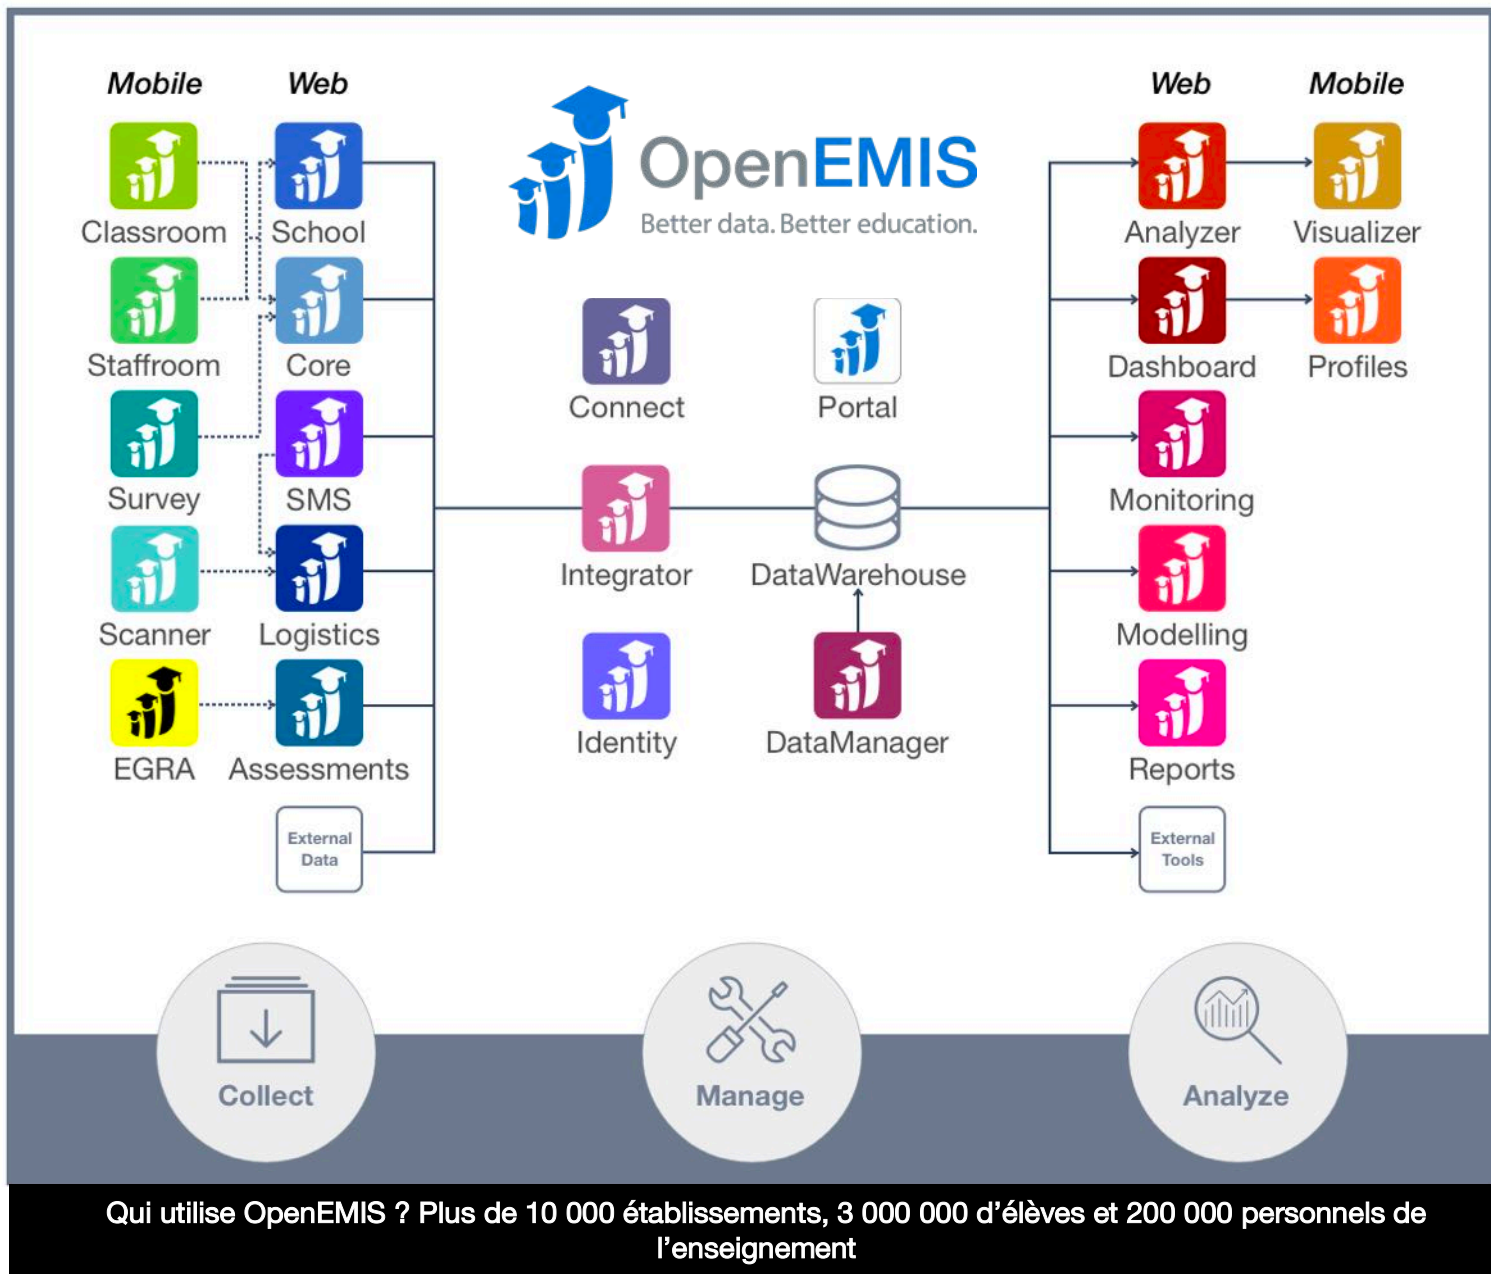 Mobile Web
Web Mobile
OpenEMIS
Better data. Better education.
Classroom School
Analyzer Visualizer
Staffroom Core
Dashboard Profiles
Connect Portal
Survey SMS
Monitoring
Integrator DataWarehouse
Scanner Logistics
Modelling
Identity DataManager
EGRA Assessments
Reports
External
Data
External
Tools
Collect
Manage
Analyze
Qui utilise OpenEMIS ? Plus de 10 000 établissements, 3 000 000 d’élèves et 200 000 personnels de
l’enseignement